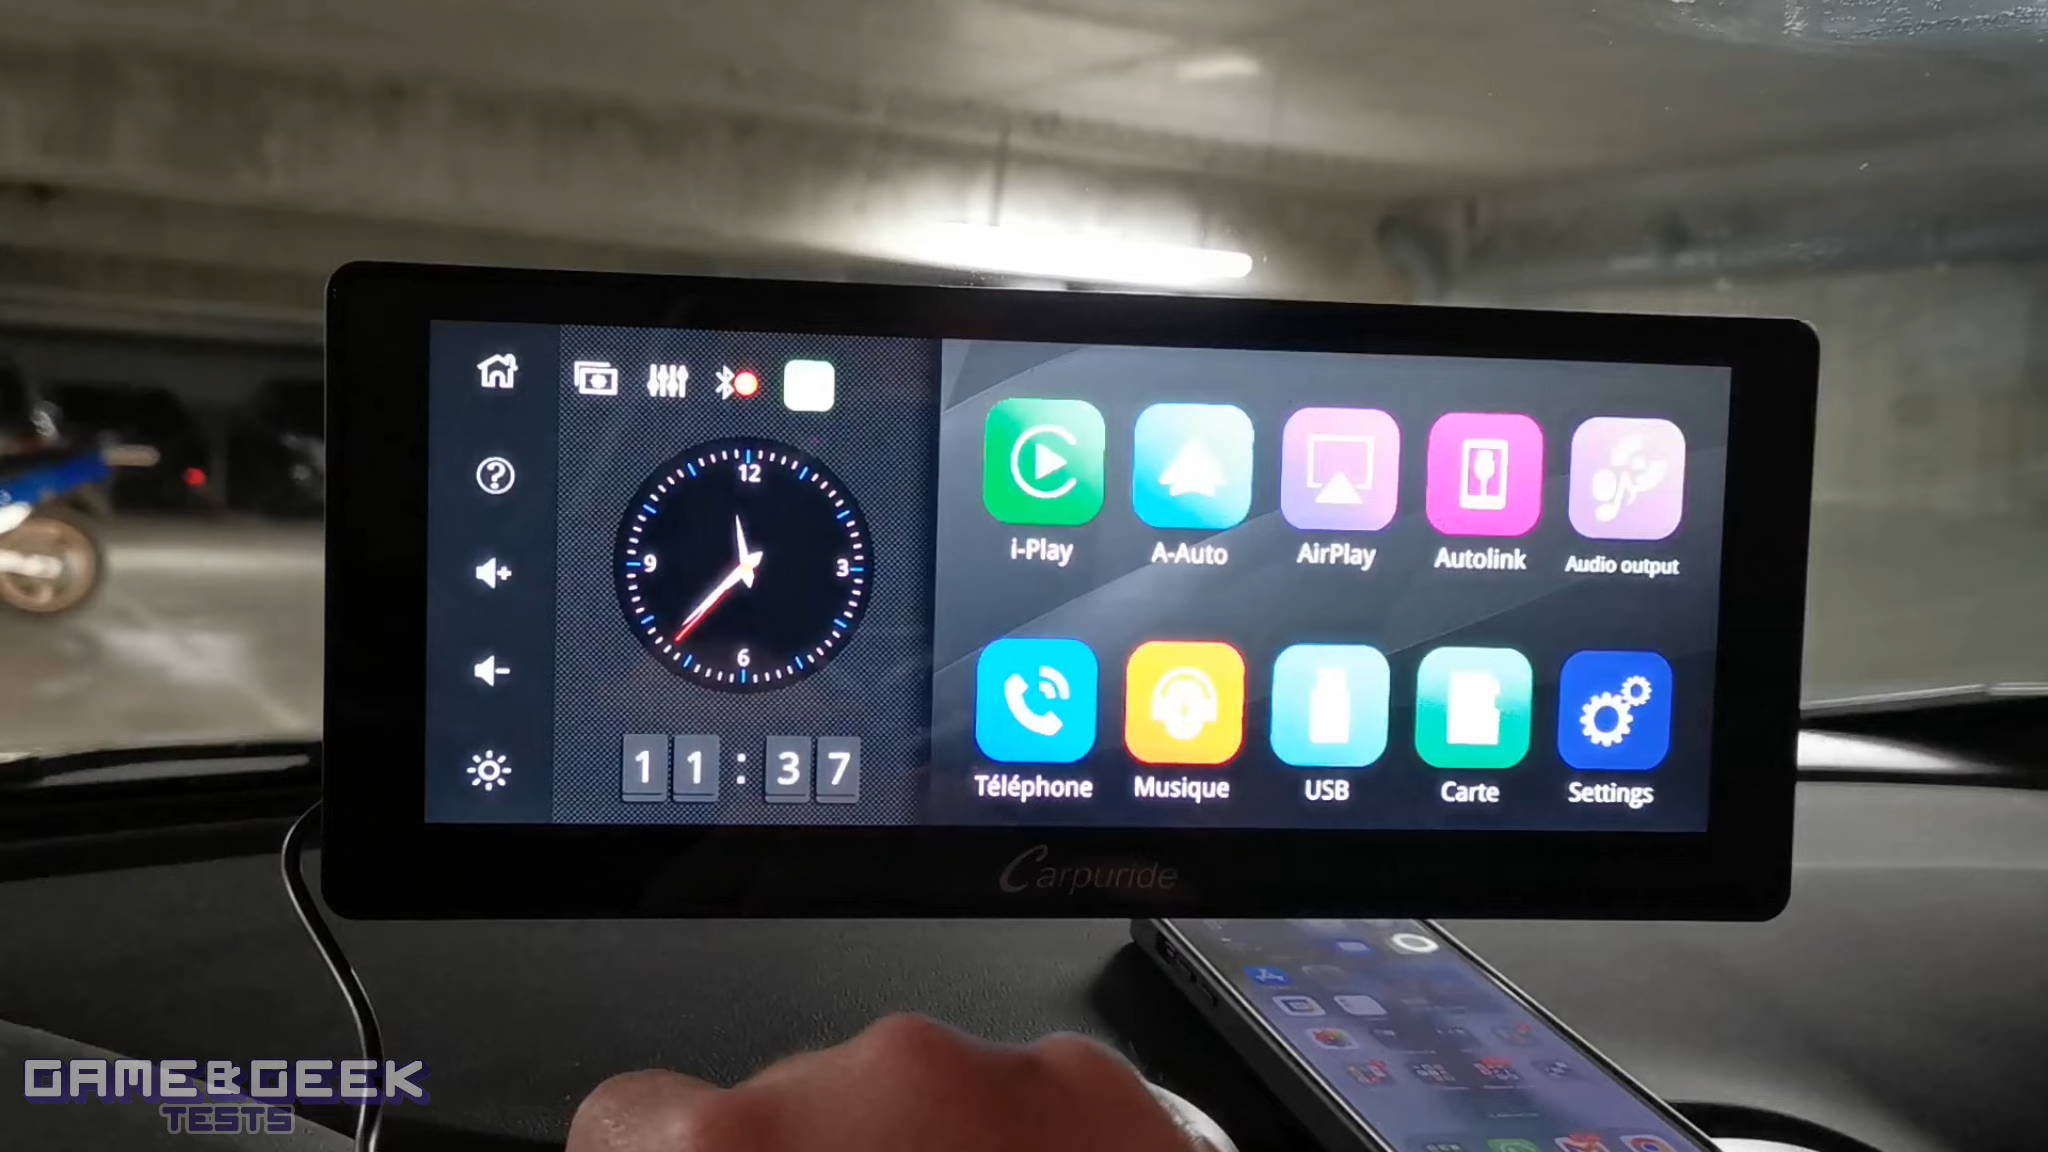 12
9
3
6
11:37
i-Play
A-Auto
AirPlay
Autolink
Audio output
Téléphone
Musique
USB
Carte
Settings
Carpuride
GAME&GEEK
TESTS